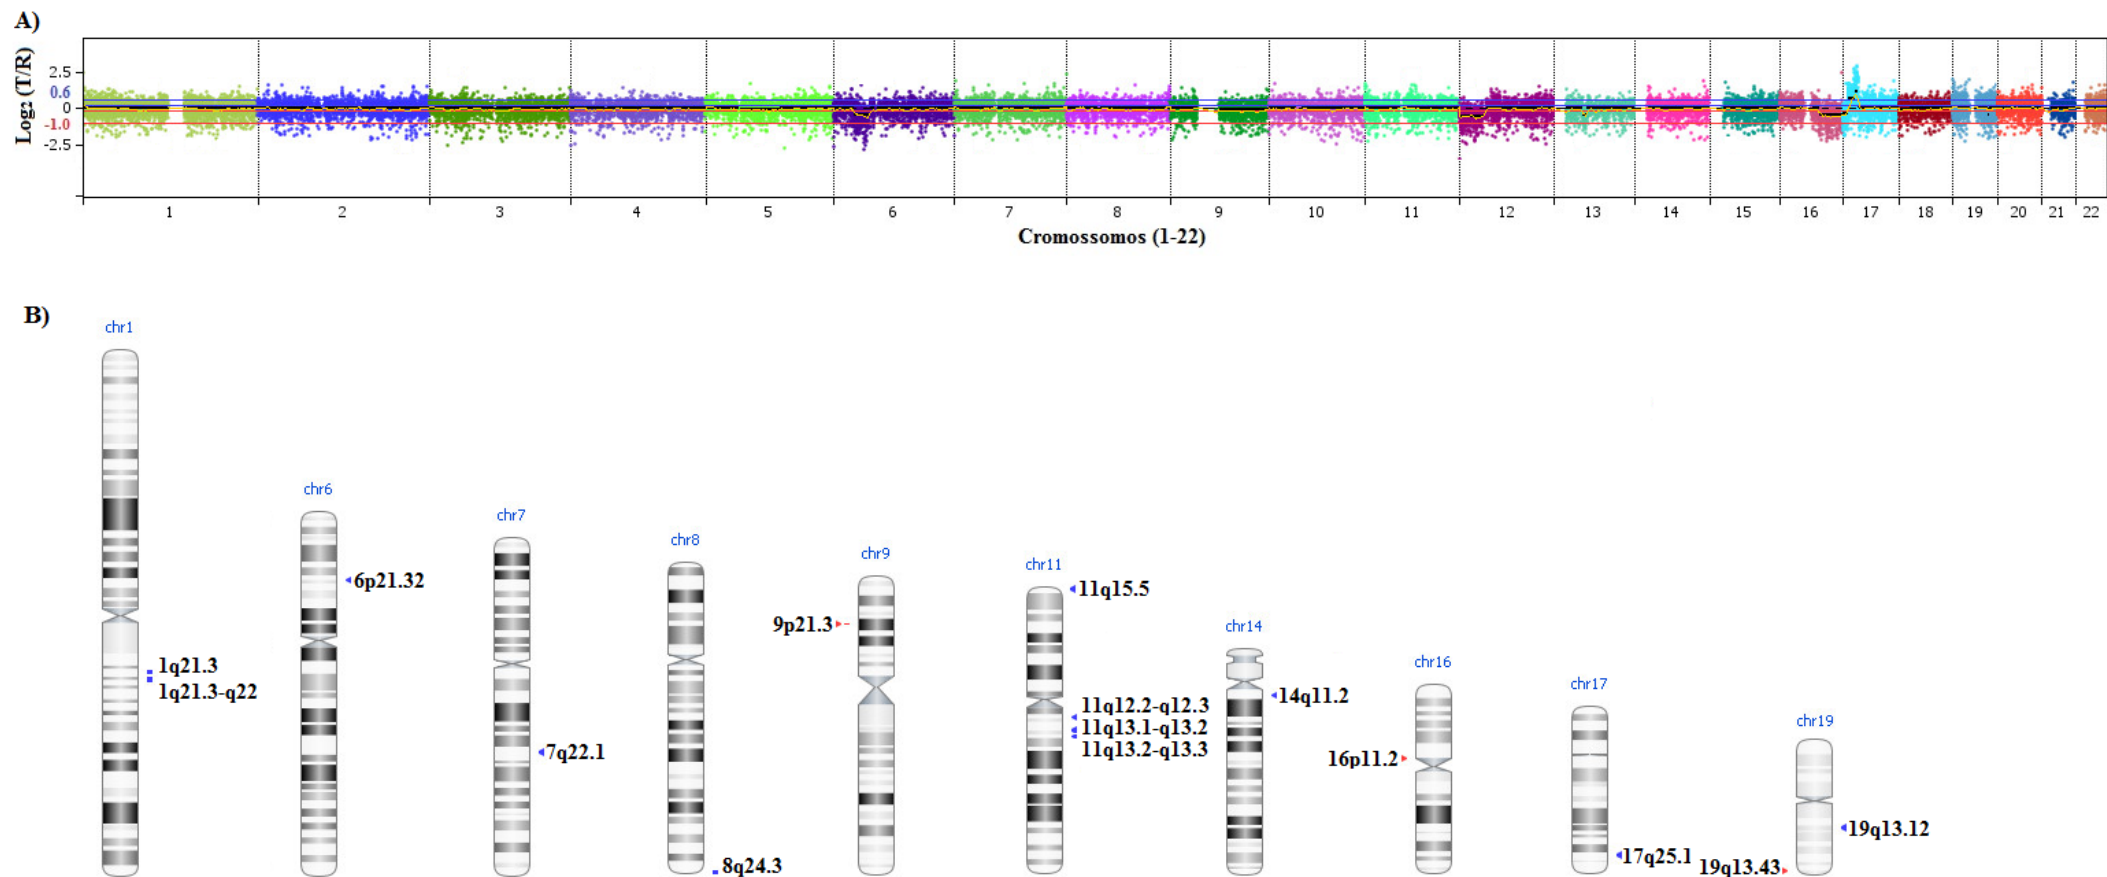 A)
Log2 (T/R)
2.5
0.6
0
-1.0
-2.5
1 2 3 4 5 6 7 8 9 10 11 12 13 14 15 16 17 18 19 20 21 22
Cromossomos (1-22)
B)
chr1
1q21.3
1q21.3-q22
chr6
6p21.32
chr7
7q22.1
chr8
8q24.3
chr9
9p21.3
chr11
11q15.5
11q12.2-q12.3
11q13.1-q13.2
11q13.2-q13.3
chr14
14q11.2
chr16
16p11.2
chr17
17q25.1
chr19
19q13.12
19q13.43